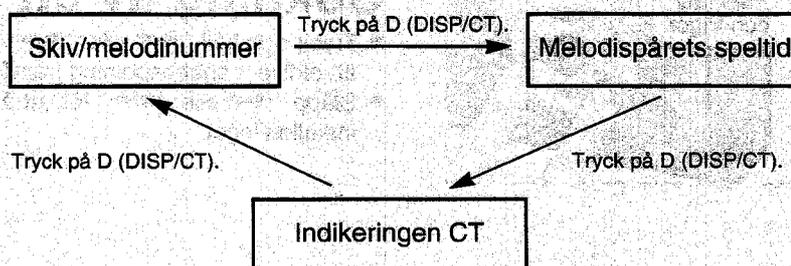 Tryck på D (DISP/CT).
Skiv/melodinummer
Melodispårets speltid
Tryck på D (DISP/CT).
Tryck på D (DISP/CT).
Indikeringen CT